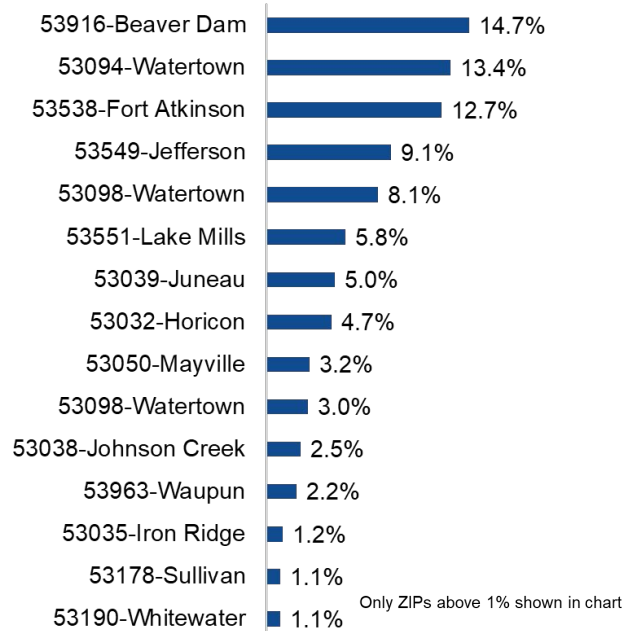 53916-Beaver Dam 14.7%
53094-Watertown 13.4%
53538-Fort Atkinson 12.7%
53549-Jefferson 9.1%
53098-Watertown 8.1%
53551-Lake Mills 5.8%
53039-Juneau 5.0%
53032-Horicon 4.7%
53050-Mayville 3.2%
53098-Watertown 3.0%
53038-Johnson Creek 2.5%
53963-Waupun 2.2%
53035-Iron Ridge 1.2%
53178-Sullivan 1.1%
Only ZIPs above 1% shown in chart
53190-Whitewater 1.1%